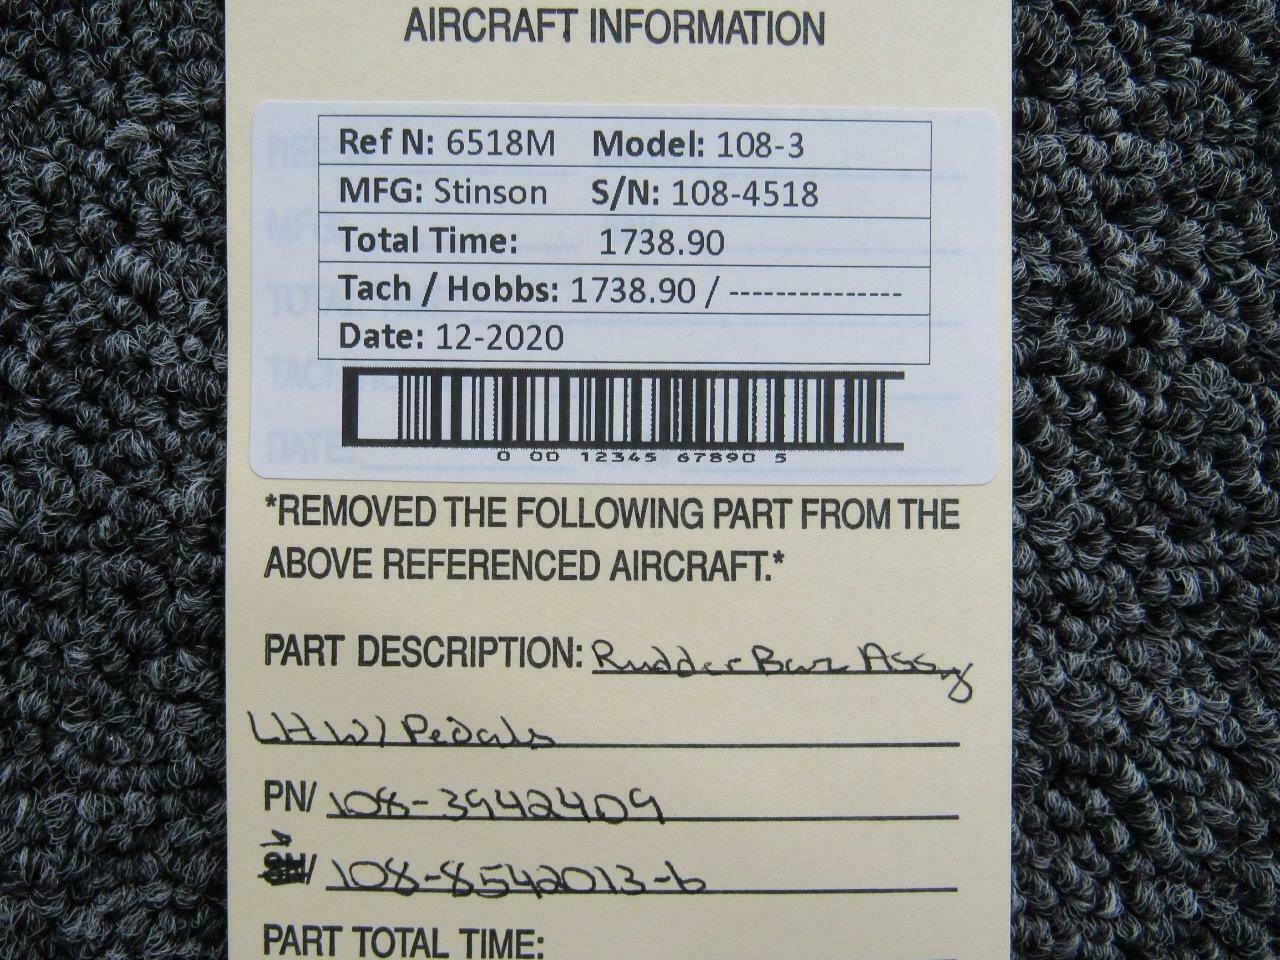 AIRCRAFT INFORMATION
Ref N: 6518M Model: 108-3
MFG: Stinson S/N: 108-4518
Total Time: 1738.90
Tach / Hobbs: 1738.90 / ---------------
Date: 12-2020
0 00 12345 67890 5
*REMOVED THE FOLLOWING PART FROM THE
ABOVE REFERENCED AIRCRAFT.*
PART DESCRIPTION: Rudder Bar Assy
LH W/ Pedals
PN/ 108-3942409
/ 108-8542013-6
PART TOTAL TIME: